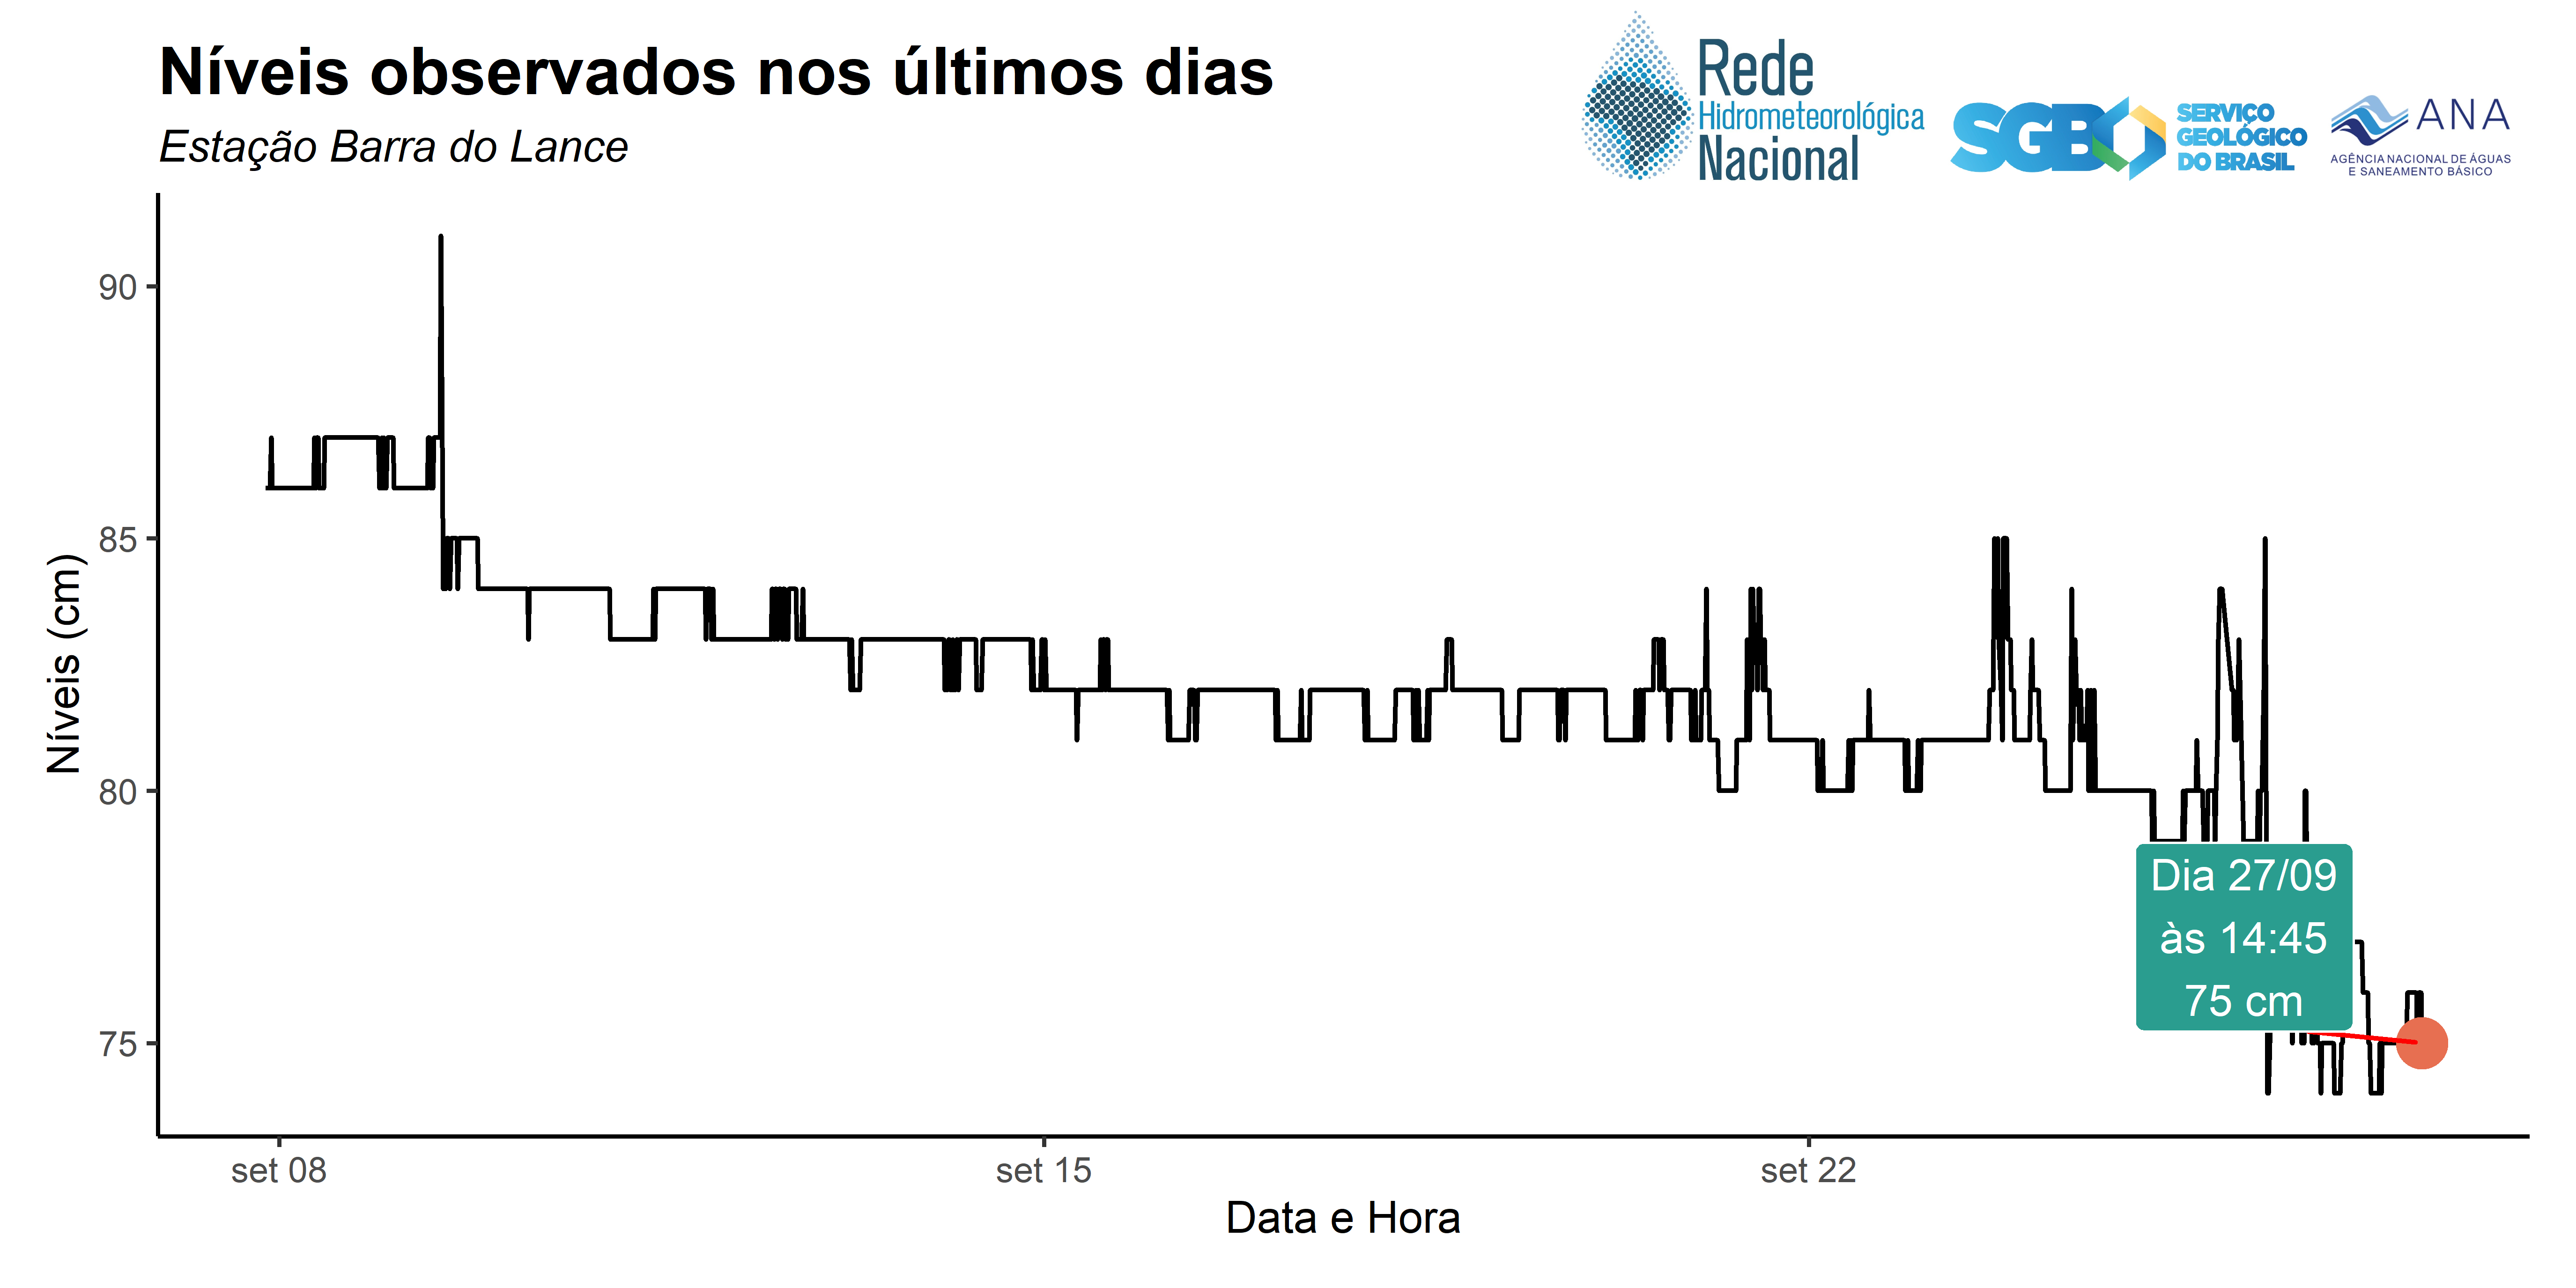 Níveis observados nos últimos dias
Estação Barra do Lance
Rede
Hidrometeorológica
Nacional
SGB
SERVIÇO
GEOLÓGICO
DO BRASIL
ANA
AGÊNCIA NACIONAL DE ÁGUAS
E SANEAMENTO BÁSICO
Níveis (cm)
90
85
80
75
Dia 27/09
às 14:45
75 cm
set 08
set 15
set 22
Data e Hora